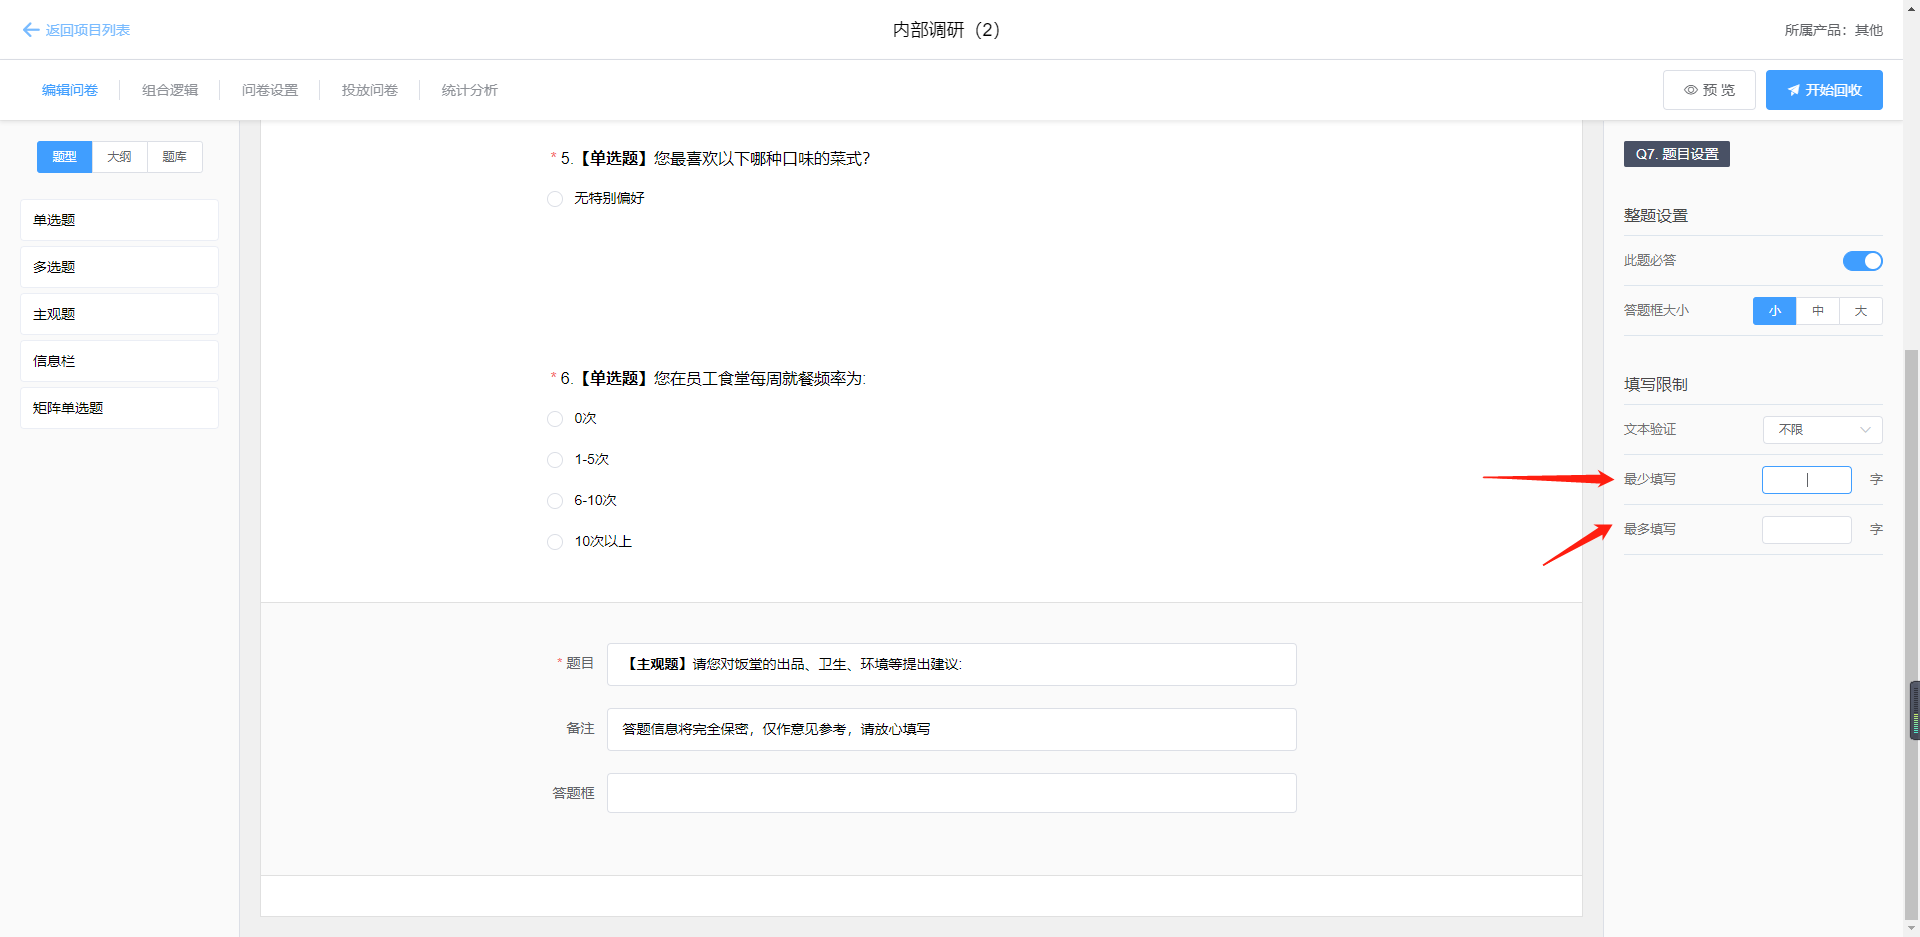 返回项目列表
内部调研（2）
所属产品：其他
编辑问卷
组合逻辑
问卷设置
投放问卷
统计分析
预 览
开始回收
题型
大纲
题库
单选题
多选题
主观题
信息栏
矩阵单选题
* 5.【单选题】您最喜欢以下哪种口味的菜式?
无特别偏好
* 6.【单选题】您在员工食堂每周就餐频率为:
0次
1-5次
6-10次
10次以上
* 题目
【主观题】请您对饭堂的出品、卫生、环境等提出建议:
备注
答题信息将完全保密，仅作意见参考，请放心填写
答题框
Q7. 题目设置
整题设置
此题必答
答题框大小
小
中
大
填写限制
文本验证
不限
最少填写
字
最多填写
字